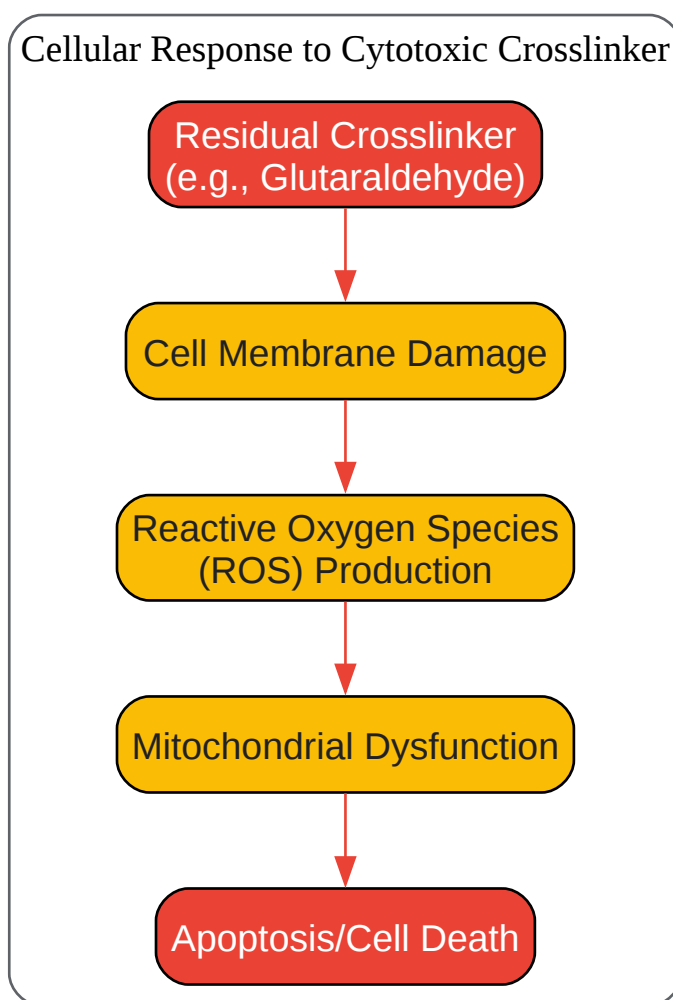 Cellular Response to Cytotoxic Crosslinker
Residual Crosslinker
(e.g., Glutaraldehyde)
Cell Membrane Damage
Reactive Oxygen Species
(ROS) Production
Mitochondrial Dysfunction
Apoptosis/Cell Death